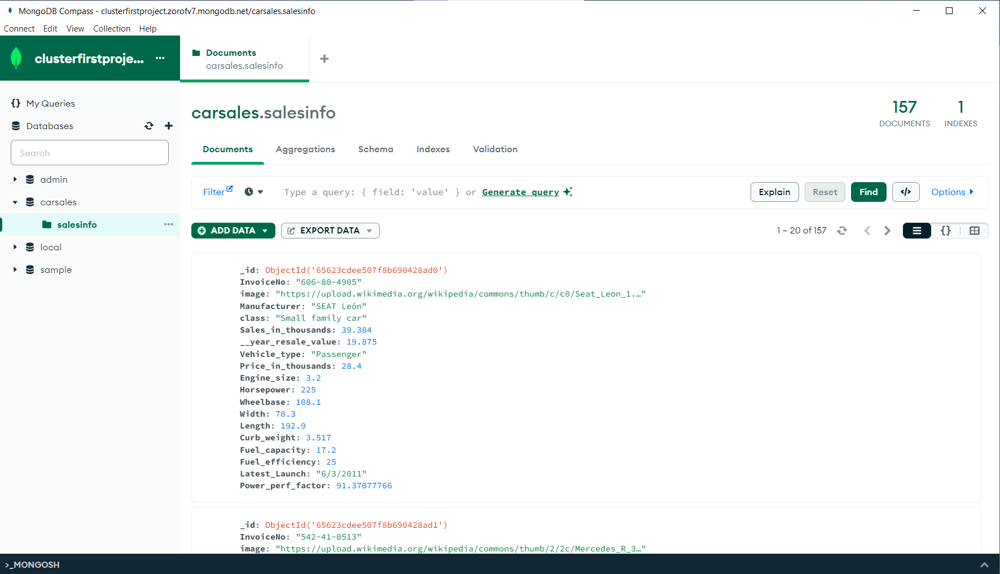 MongoDB Compass - clusterfirstproject.zorofv7.mongodb.net/carsales.salesinfo
Connect Edit View Collection Help
clusterfirstproje... ...
Documents
carsales.salesinfo
+
{} My Queries
Databases
Search
admin
carsales
salesinfo ...
local
sample
carsales.salesinfo
157
DOCUMENTS
1
INDEXES
Documents Aggregations Schema Indexes Validation
Filter Type a query: { field: 'value' } or Generate query Explain Reset Find </> Options
ADD DATA EXPORT DATA 1 – 20 of 157 {}
_id: ObjectId('65623cdee507f8b690428ad0')
InvoiceNo: "606-80-4905"
image: "https://upload.wikimedia.org/wikipedia/commons/thumb/c/c0/Seat_Leon_1.…"
Manufacturer: "SEAT León"
class: "Small family car"
Sales_in_thousands: 39.384
__year_resale_value: 19.875
Vehicle_type: "Passenger"
Price_in_thousands: 28.4
Engine_size: 3.2
Horsepower: 225
Wheelbase: 108.1
Width: 70.3
Length: 192.9
Curb_weight: 3.517
Fuel_capacity: 17.2
Fuel_efficiency: 25
Latest_Launch: "6/3/2011"
Power_perf_factor: 91.37077766
_id: ObjectId('65623cdee507f8b690428ad1')
InvoiceNo: "542-41-0513"
image: "https://upload.wikimedia.org/wikipedia/commons/thumb/2/2c/Mercedes_R_3…"
>_MONGOSH